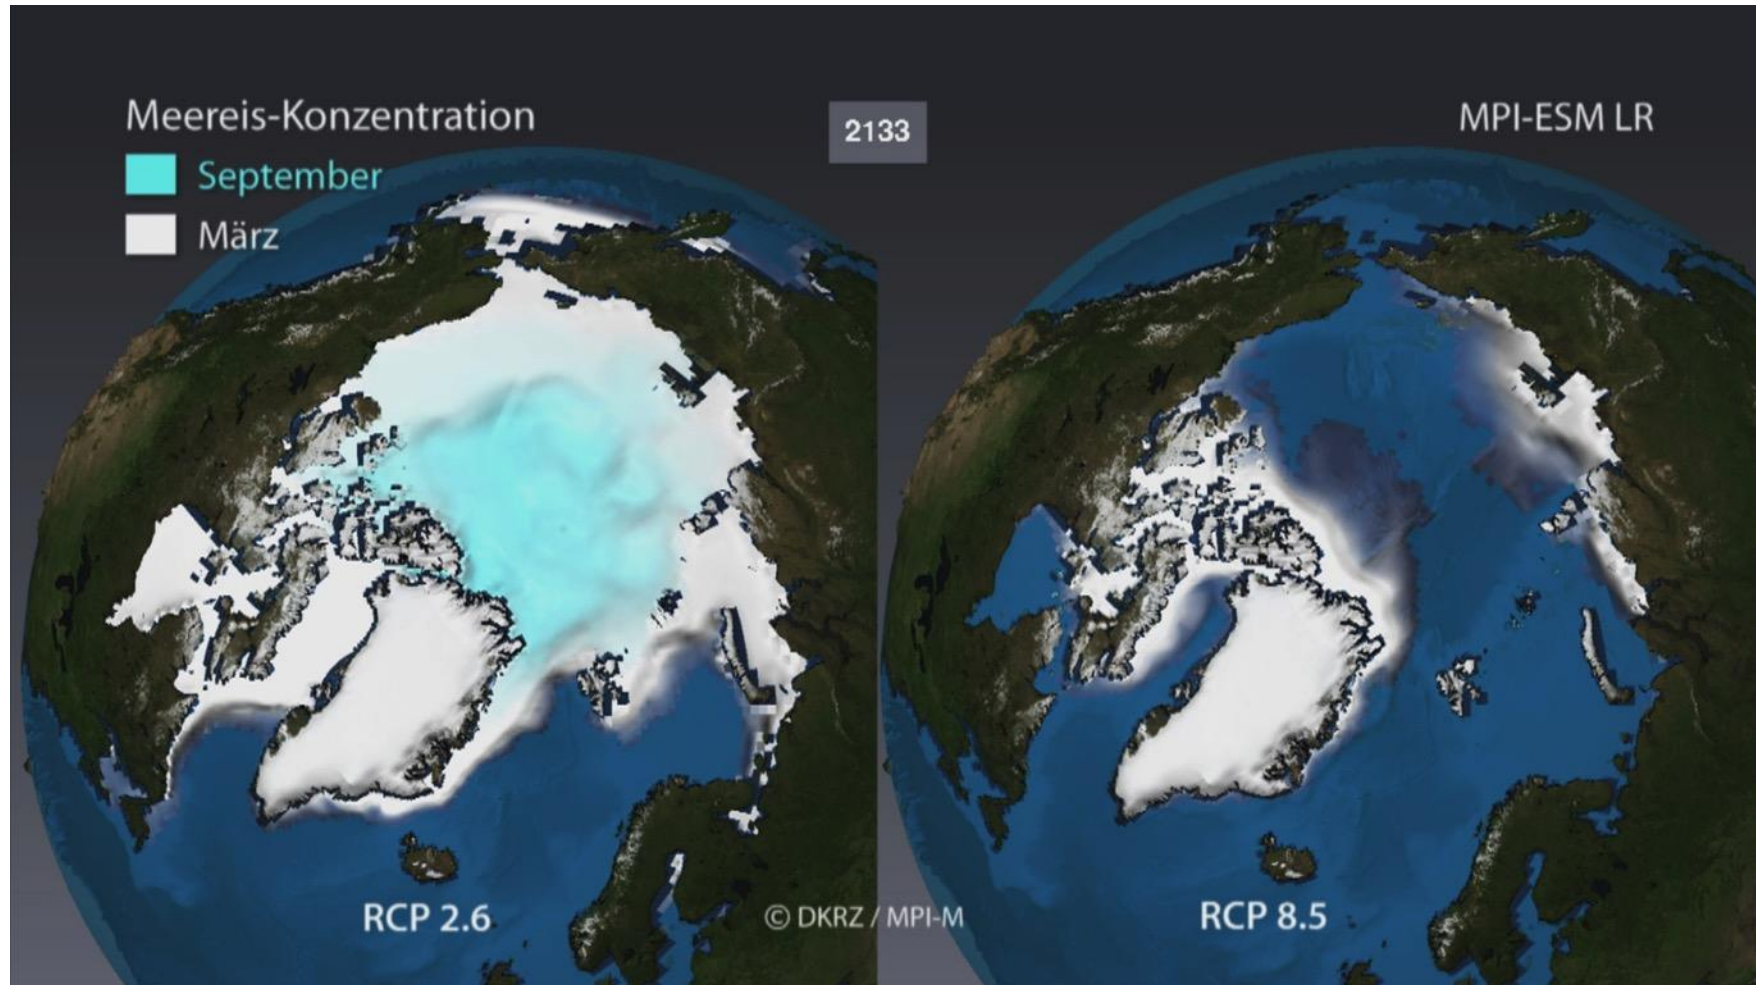 Meereis-Konzentration
September
März
2133
MPI-ESM LR
RCP 2.6
© DKRZ / MPI-M
RCP 8.5